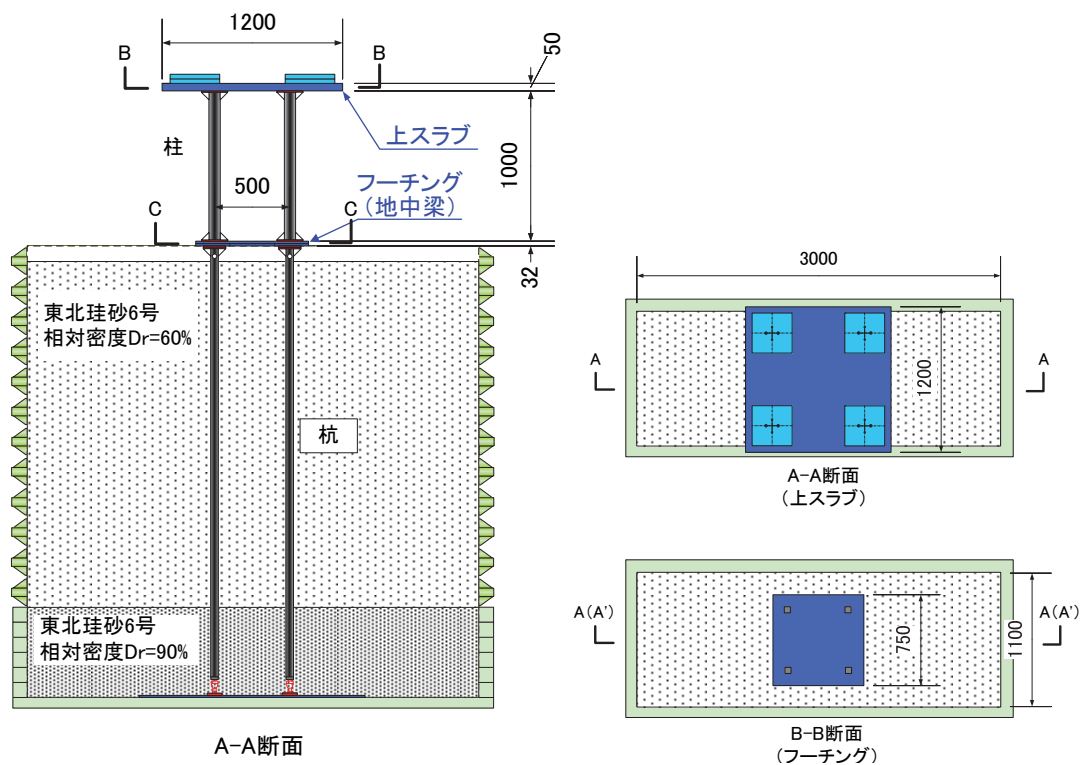 1200
50
B
B
上スラブ
柱
1000
500
フーチング
(地中梁)
C
C
32
東北珪砂6号
相対密度Dr=60%
杭
東北珪砂6号
相対密度Dr=90%
A-A断面
3000
A
A
1200
A-A断面
(上スラブ)
A(A')
A(A')
750
1100
B-B断面
(フーチング)